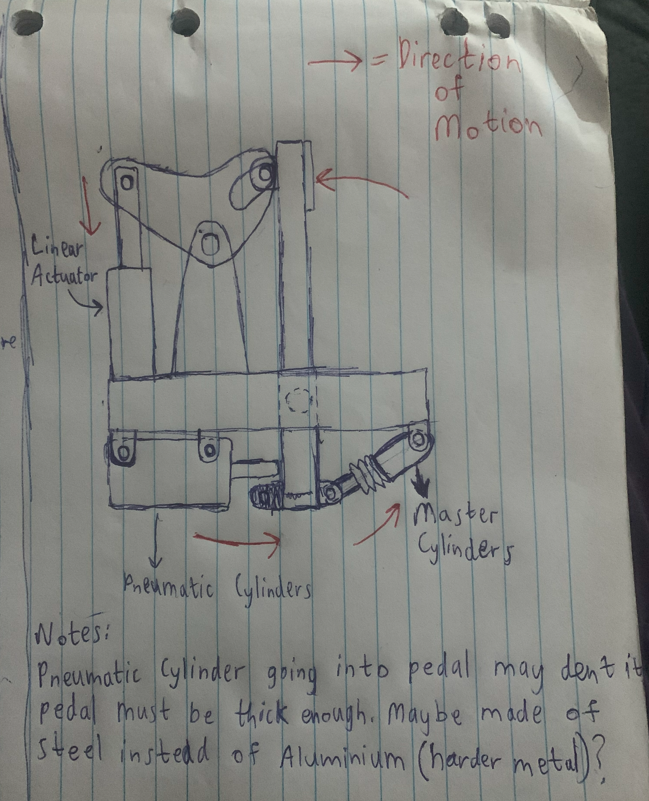 → = Direction
of
Motion
Linear
Actuator
re
Master
Cylinders
Pneumatic Cylinders
Notes:
Pneumatic Cylinder going into pedal may dent it
pedal must be thick enough. Maybe made of
Steel instead of Aluminium (harder metal)?